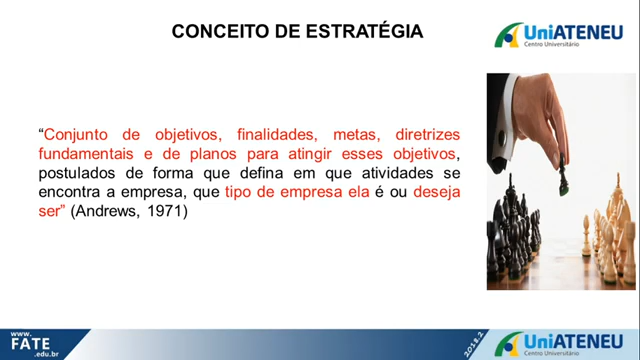 CONCEITO DE ESTRATÉGIA
UniATENEU
Centro Universitário
“Conjunto de objetivos, finalidades, metas, diretrizes
fundamentais e de planos para atingir esses objetivos,
postulados de forma que defina em que atividades se
encontra a empresa, que tipo de empresa ela é ou deseja
ser” (Andrews, 1971)
www.
FATE
.edu.br
2018.2
UniATENEU
Centro Universitário